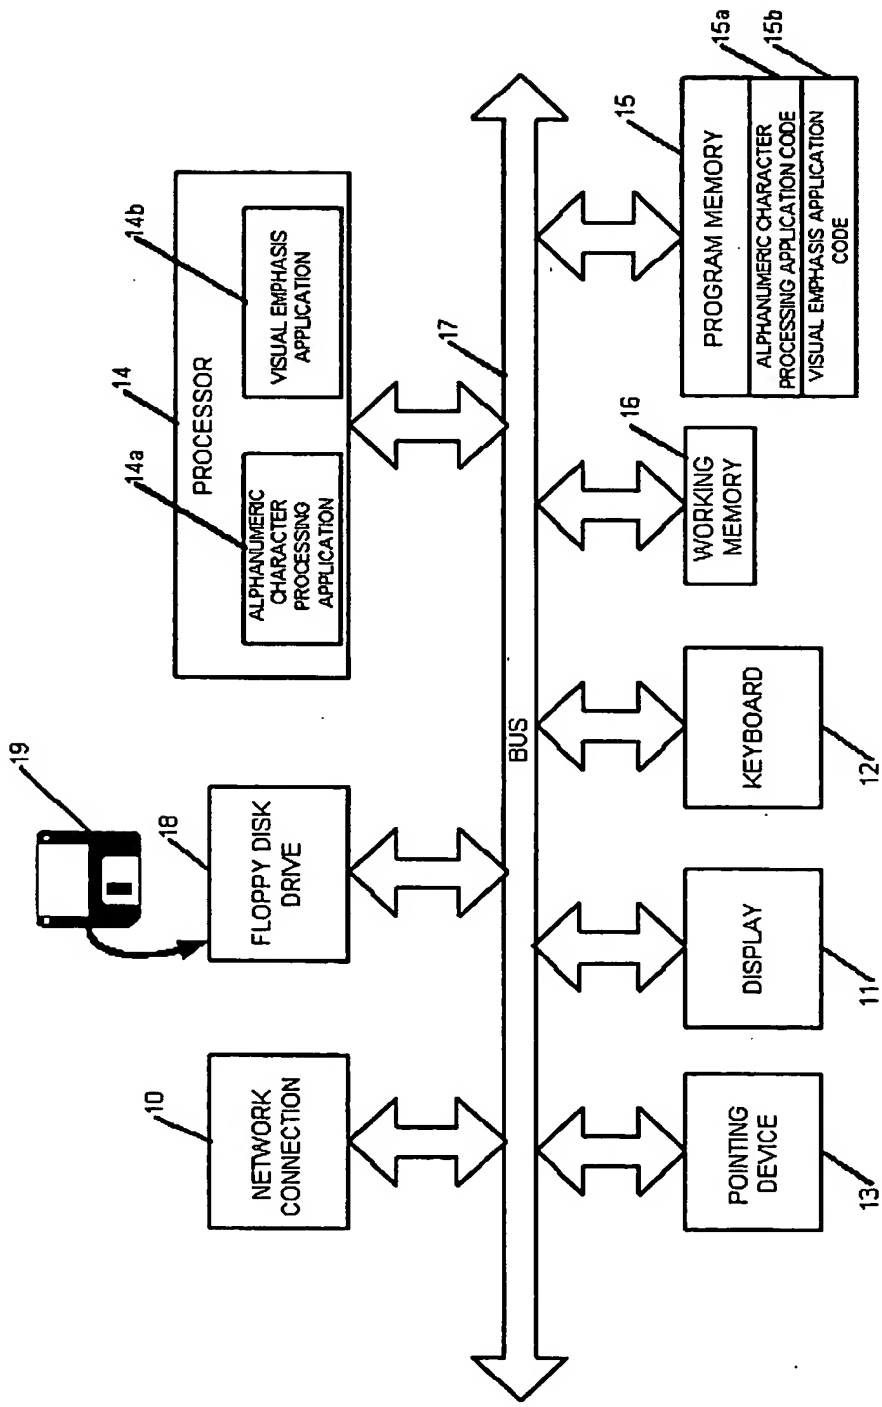 19
18
FLOPPY DISK
DRIVE
10
NETWORK
CONNECTION
14
PROCESSOR
14a
ALPHANUMERIC
CHARACTER
PROCESSING
APPLICATION
14b
VISUAL EMPHASIS
APPLICATION
17
BUS
POINTING
DEVICE
13
DISPLAY
11
KEYBOARD
12
16
WORKING
MEMORY
15
PROGRAM MEMORY
15a
ALPHANUMERIC CHARACTER
PROCESSING APPLICATION CODE
15b
VISUAL EMPHASIS APPLICATION
CODE